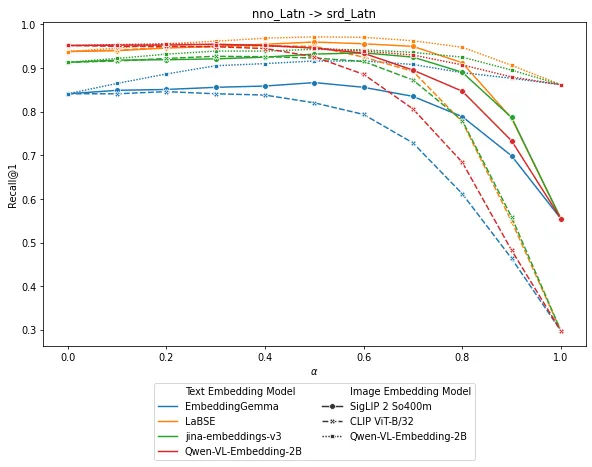 nno_Latn -> srd_Latn
Recall@1
1.0
0.9
0.8
0.7
0.6
0.5
0.4
0.3
0.0 0.2 0.4 0.6 0.8 1.0
α
Text Embedding Model Image Embedding Model
EmbeddingGemma SigLIP 2 So400m
LaBSE CLIP ViT-B/32
jina-embeddings-v3 Qwen-VL-Embedding-2B
Qwen-VL-Embedding-2B